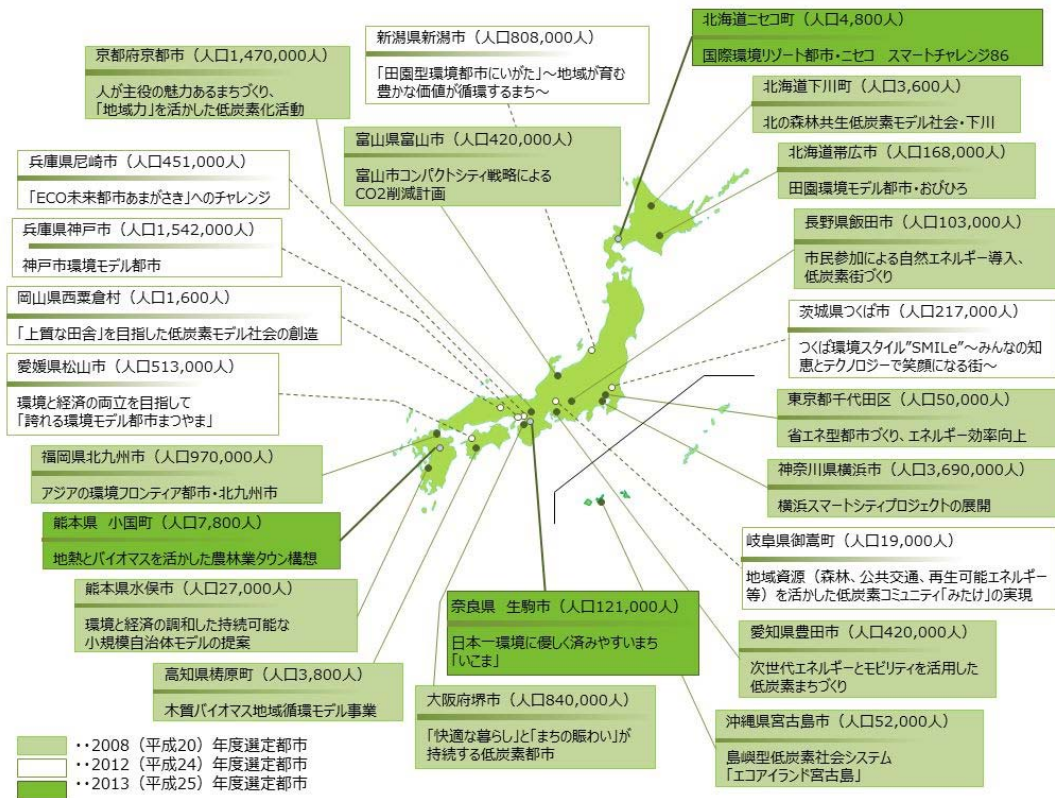 京都府京都市（人口1,470,000人）
人が主役の魅力あるまちづくり、
「地域力」を活かした低炭素化活動
新潟県新潟市（人口808,000人）
「田園型環境都市にいがた」～地域が育む
豊かな価値が循環するまち～
北海道ニセコ町（人口4,800人）
国際環境リゾート都市・ニセコ　スマートチャレンジ86
北海道下川町（人口3,600人）
北の森林共生低炭素モデル社会・下川
富山県富山市（人口420,000人）
富山市コンパクトシティ戦略による
CO2削減計画
兵庫県尼崎市（人口451,000人）
「ECO未来都市あまがさき」へのチャレンジ
北海道帯広市（人口168,000人）
田園環境モデル都市・おびひろ
兵庫県神戸市（人口1,542,000人）
神戸市環境モデル都市
長野県飯田市（人口103,000人）
市民参加による自然エネルギー導入、
低炭素街づくり
岡山県西粟倉村（人口1,600人）
「上質な田舎」を目指した低炭素モデル社会の創造
茨城県つくば市（人口217,000人）
つくば環境スタイル"SMILe"～みんなの知
恵とテクノロジーで笑顔になる街～
愛媛県松山市（人口513,000人）
環境と経済の両立を目指して
「誇れる環境モデル都市まつやま」
東京都千代田区（人口50,000人）
省エネ型都市づくり、エネルギー効率向上
福岡県北九州市（人口970,000人）
アジアの環境フロンティア都市・北九州市
神奈川県横浜市（人口3,690,000人）
横浜スマートシティプロジェクトの展開
熊本県 小国町（人口7,800人）
地熱とバイオマスを活かした農林業タウン構想
岐阜県御嵩町（人口19,000人）
地域資源（森林、公共交通、再生可能エネルギー
等）を活かした低炭素コミュニティ「みたけ」の実現
熊本県水俣市（人口27,000人）
環境と経済の調和した持続可能な
小規模自治体モデルの提案
奈良県 生駒市（人口121,000人）
日本一環境に優しく済みやすいまち
「いこま」
愛知県豊田市（人口420,000人）
次世代エネルギーとモビリティを活用した
低炭素まちづくり
高知県梼原町（人口3,800人）
木質バイオマス地域循環モデル事業
大阪府堺市（人口840,000人）
「快適な暮らし」と「まちの賑わい」が
持続する低炭素都市
沖縄県宮古島市（人口52,000人）
島嶼型低炭素社会システム
「エコアイランド宮古島」
‥2008（平成20）年度選定都市
‥2012（平成24）年度選定都市
‥2013（平成25）年度選定都市